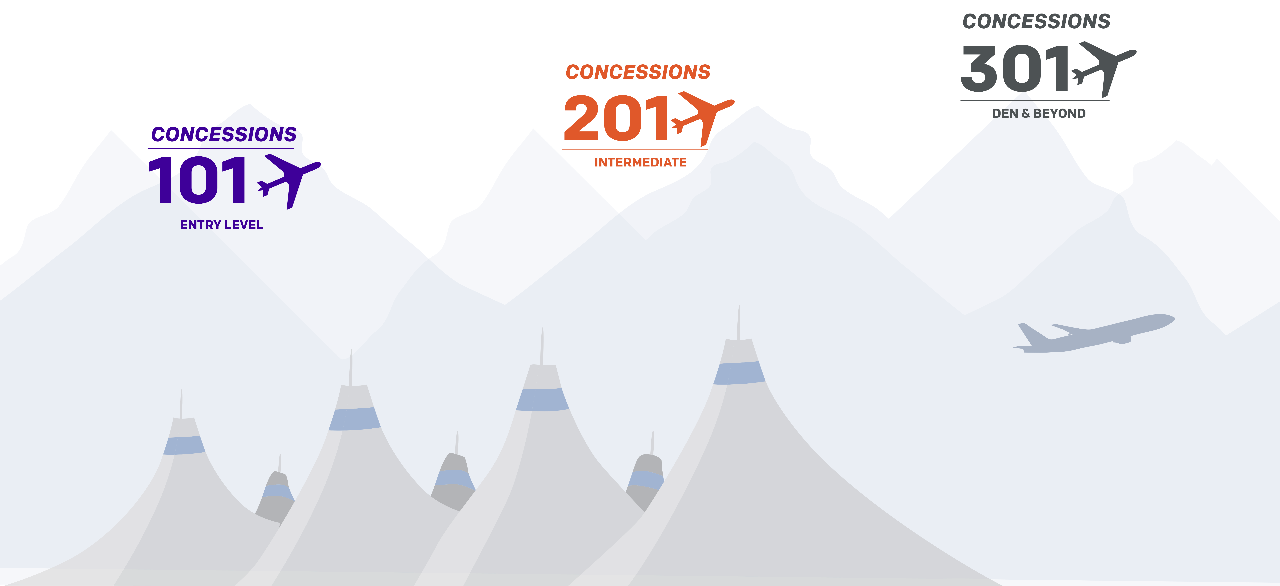 CONCESSIONS
101
ENTRY LEVEL
CONCESSIONS
201
INTERMEDIATE
CONCESSIONS
301
DEN & BEYOND